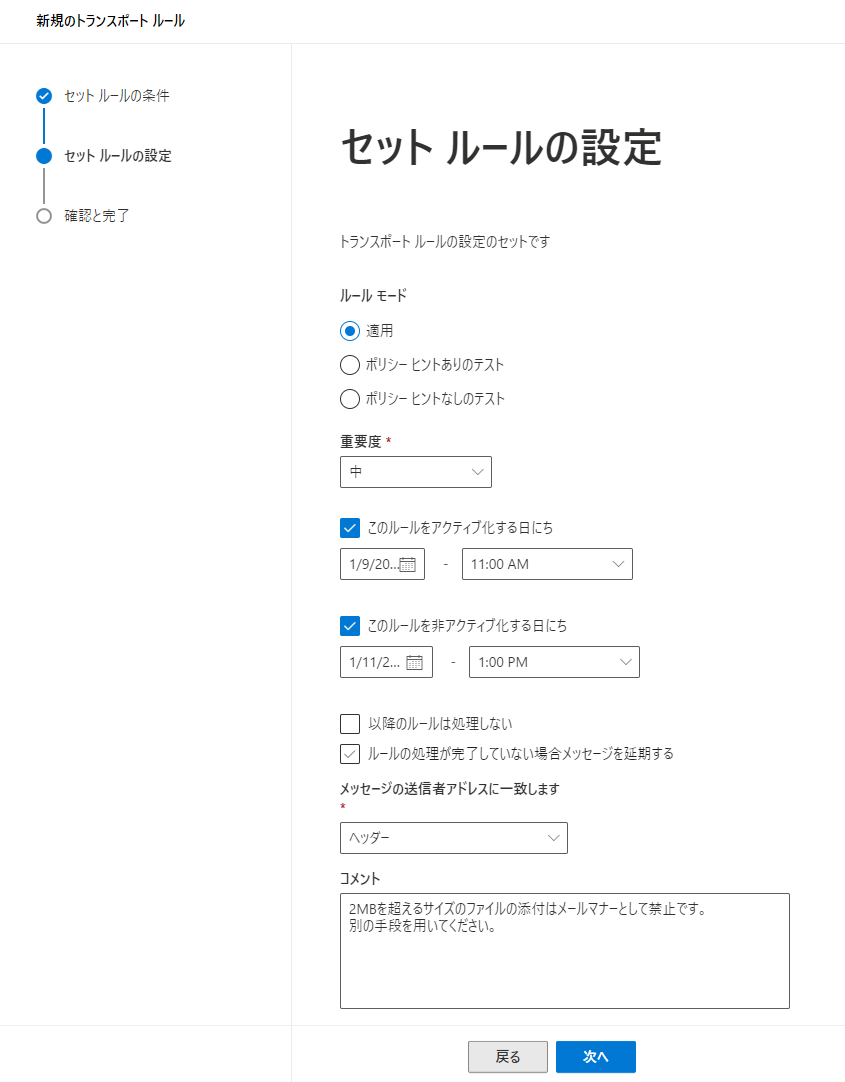 新規のトランスポート ルール
セット ルールの条件
セット ルールの設定
確認と完了
セット ルールの設定
トランスポート ルールの設定のセットです
ルール モード
適用
ポリシー ヒントありのテスト
ポリシー ヒントなしのテスト
重要度 *
中
このルールをアクティブ化する日にち
1/9/20... - 11:00 AM
このルールを非アクティブ化する日にち
1/11/2... - 1:00 PM
以降のルールは処理しない
ルールの処理が完了していない場合メッセージを延期する
メッセージの送信者アドレスに一致します
*
ヘッダー
コメント
2MBを超えるサイズのファイルの添付はメールマナーとして禁止です。
別の手段を用いてください。
戻る 次へ